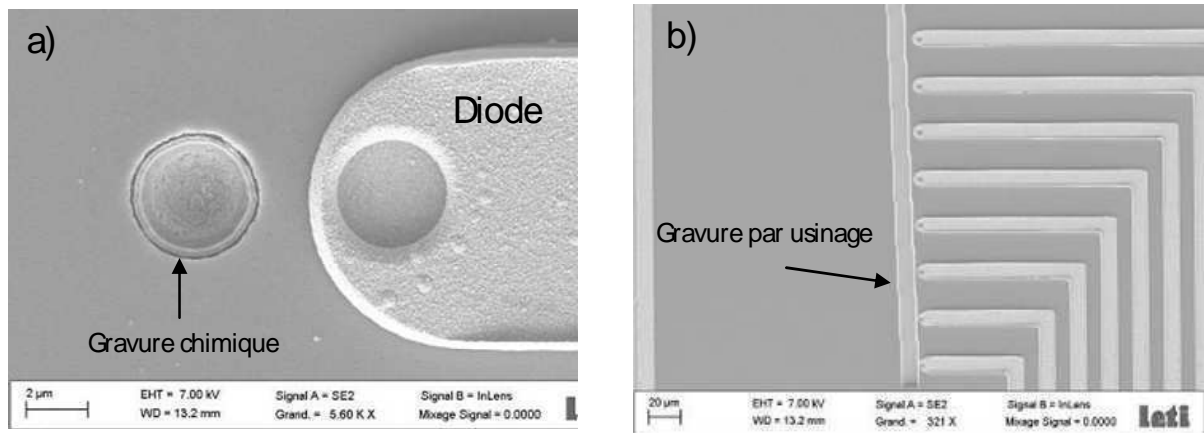 a)
Diode
Gravure chimique
2 µm
EHT = 7.00 kV
WD = 13.2 mm
Signal A = SE2
Grand. = 5.60 K X
Signal B = InLens
Mixage Signal = 0.0000
b)
Gravure par usinage
20 µm
EHT = 7.00 kV
WD = 13.2 mm
Signal A = SE2
Grand. = 321 X
Signal B = InLens
Mixage Signal = 0.0000
Leti